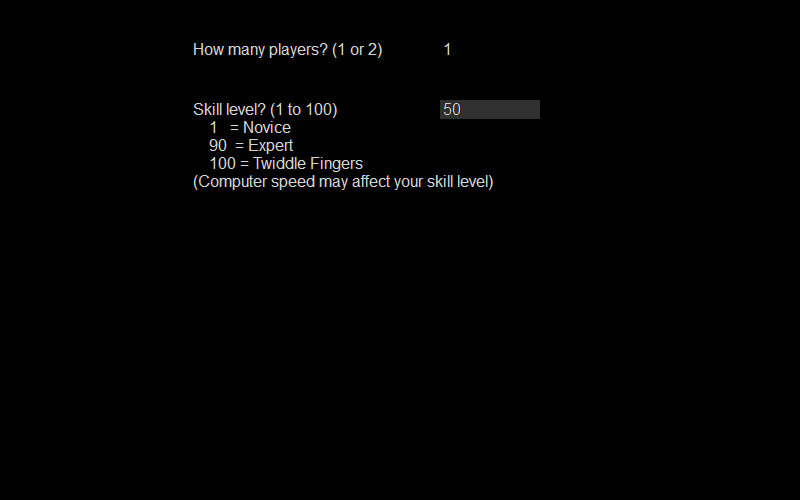 How many players? (1 or 2) 1
Skill level? (1 to 100) 50
1 = Novice
90 = Expert
100 = Twiddle Fingers
(Computer speed may affect your skill level)